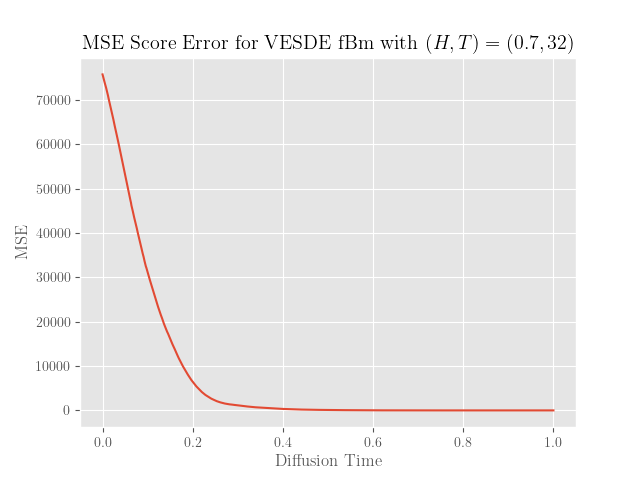 MSE Score Error for VESDE fBm with (H, T) = (0.7, 32)
70000
60000
50000
40000
30000
20000
10000
0
MSE
0.0 0.2 0.4 0.6 0.8 1.0
Diffusion Time